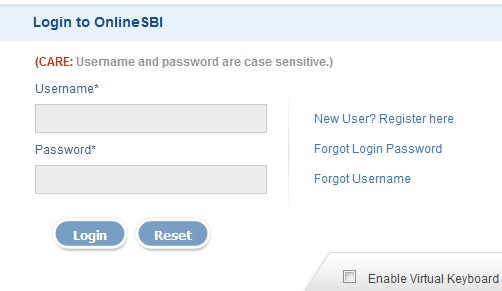 Login to OnlineSBI
(CARE: Username and password are case sensitive.)
Username*
New User? Register here
Password*
Forgot Login Password
Forgot Username
Login
Reset
Enable Virtual Keyboard